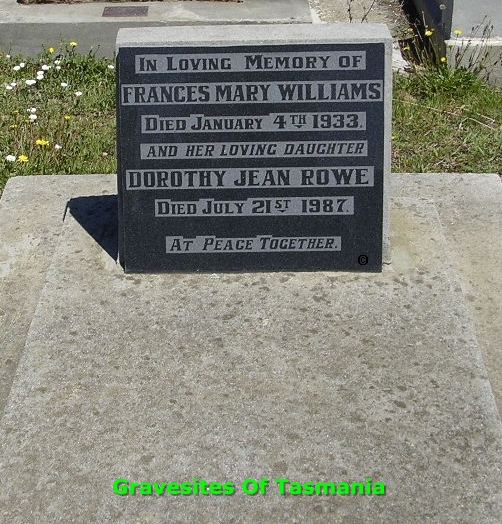 In Loving Memory of
FRANCES MARY WILLIAMS
Died January 4TH 1933.
AND HER LOVING DAUGHTER
DOROTHY JEAN ROWE
Died July 21ST 1987.
At Peace Together.
©
Gravesites Of Tasmania